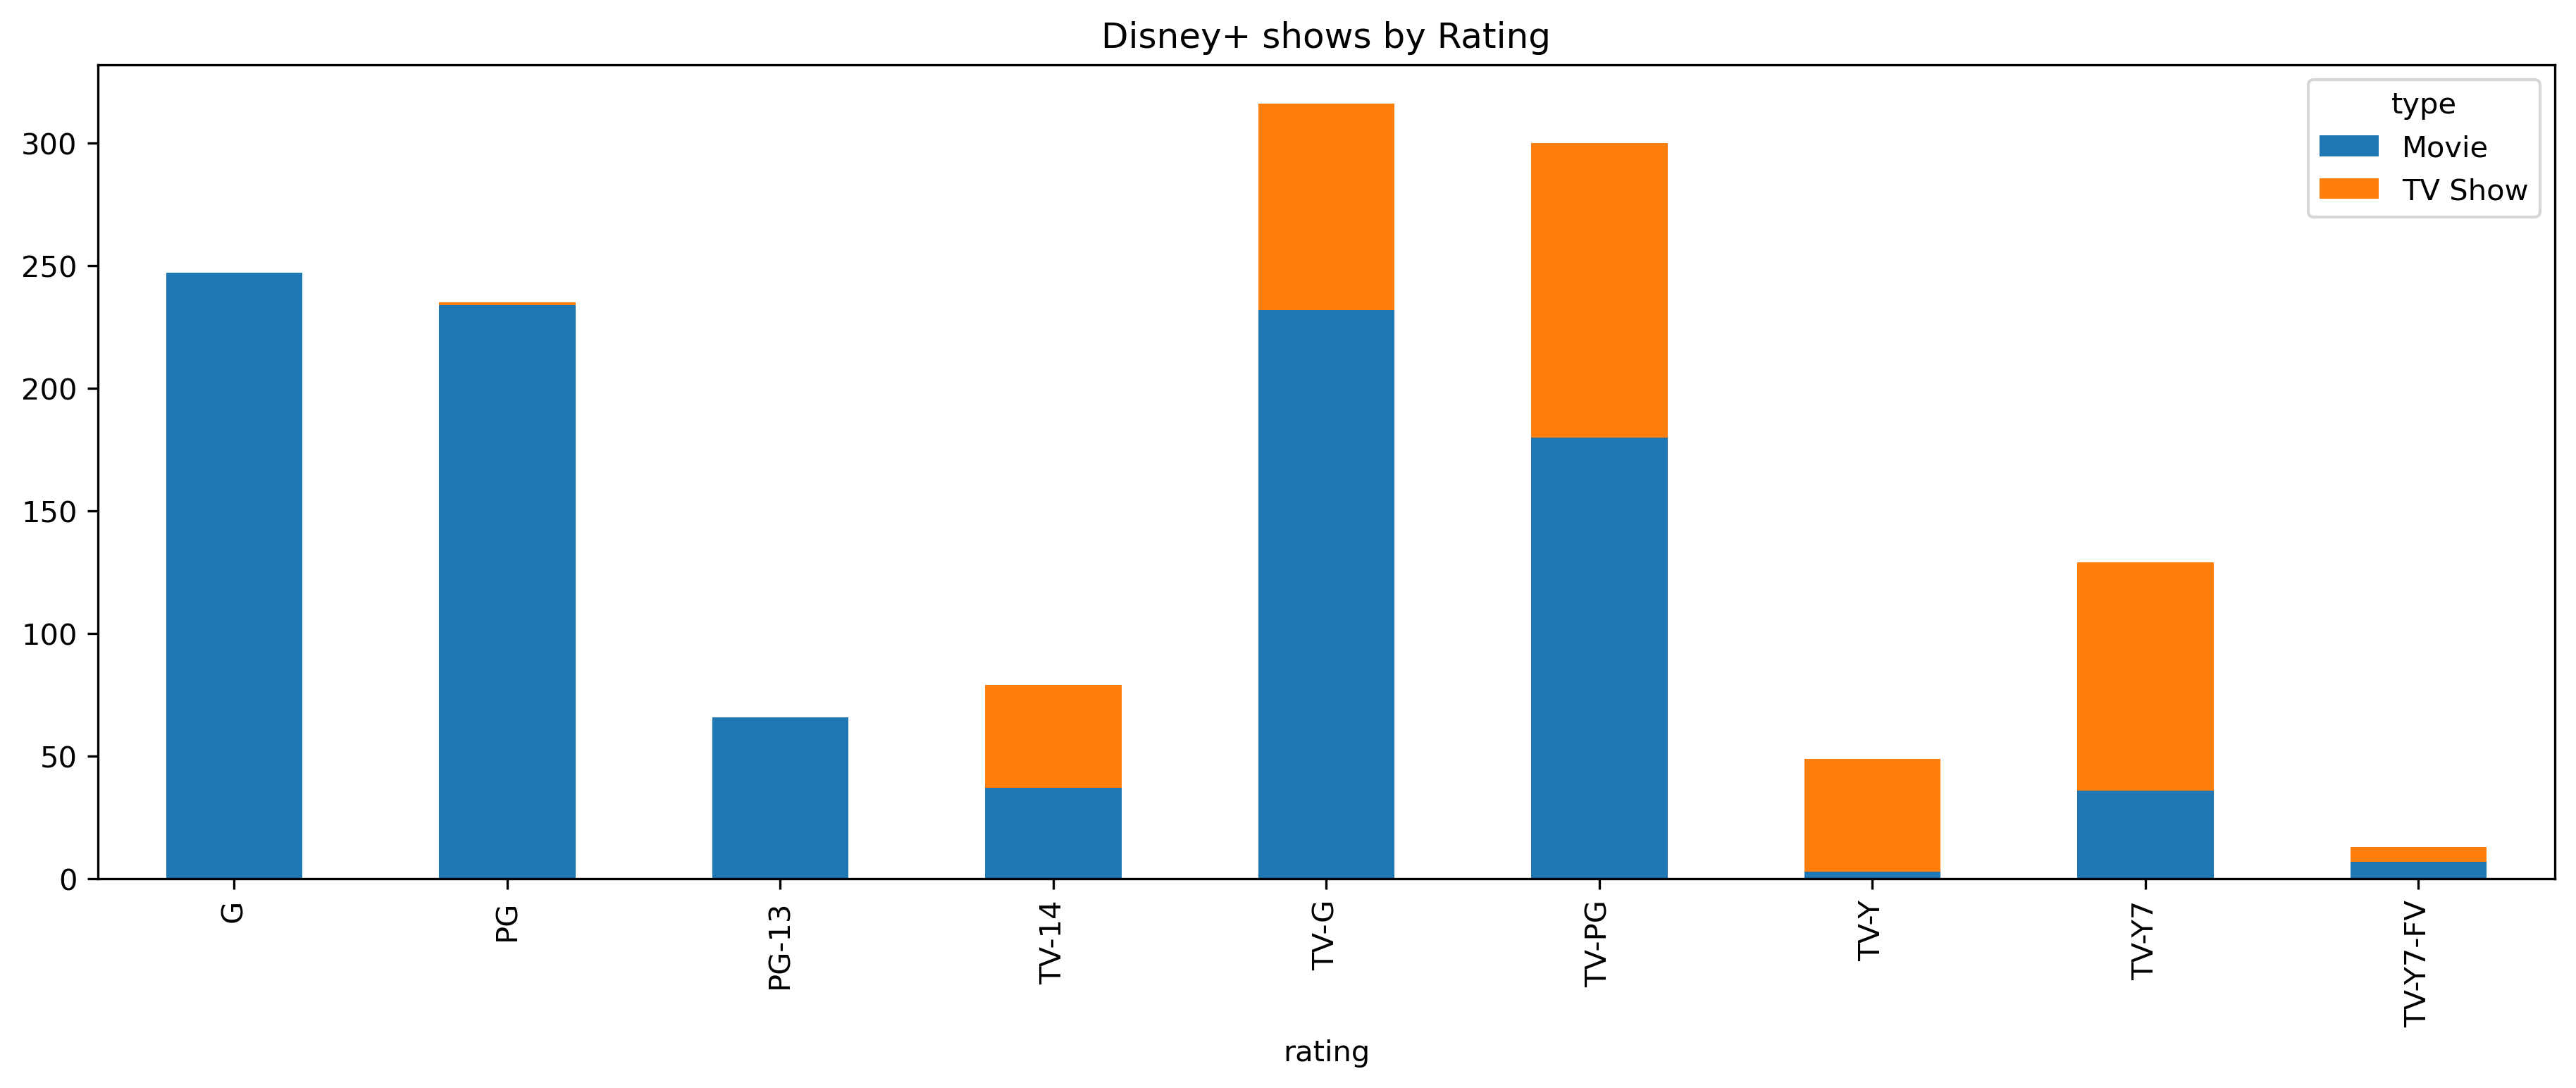 Disney+ shows by Rating
type
Movie
TV Show
300
250
200
150
100
50
0
G
PG
PG-13
TV-14
TV-G
TV-PG
TV-Y
TV-Y7
TV-Y7-FV
rating